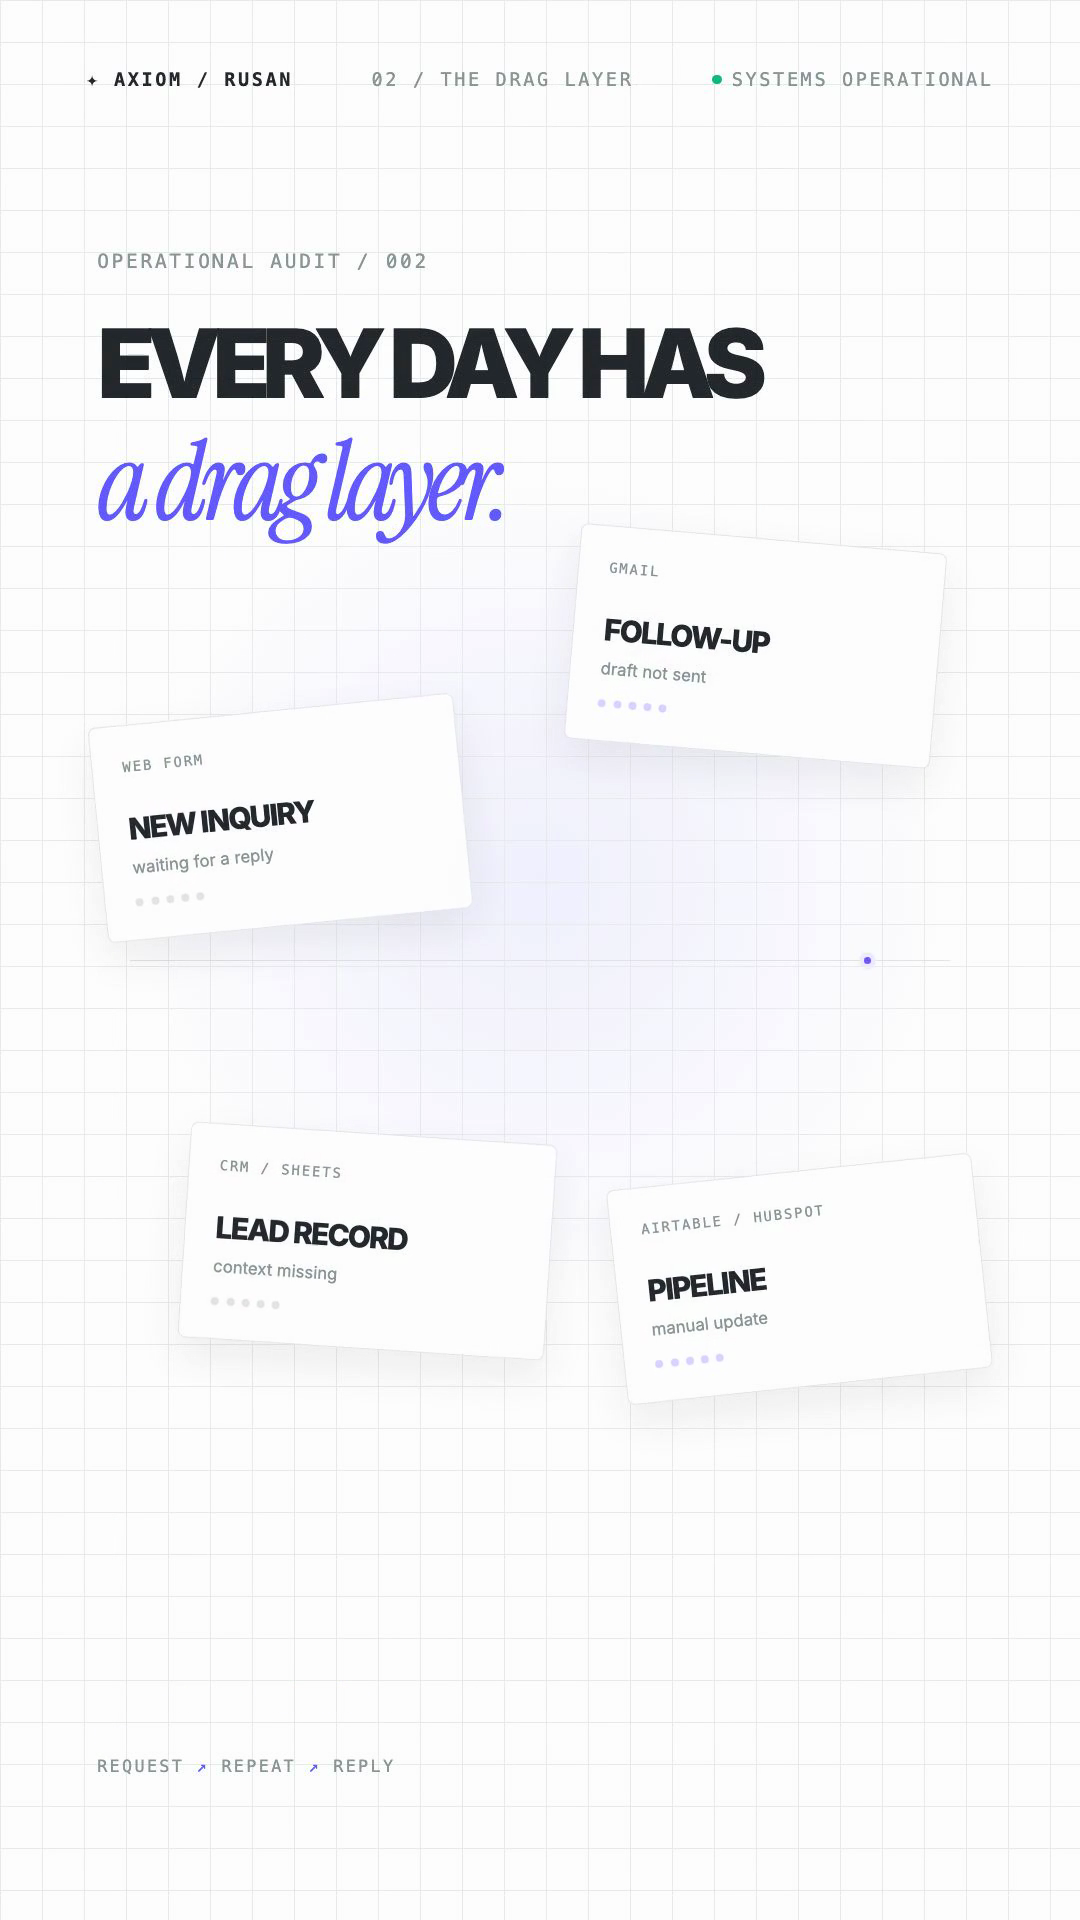 ✦ AXIOM / RUSAN
02 / THE DRAG LAYER
SYSTEMS OPERATIONAL
OPERATIONAL AUDIT / 002
EVERY DAY HAS
a drag layer.
GMAIL
FOLLOW-UP
draft not sent
WEB FORM
NEW INQUIRY
waiting for a reply
CRM / SHEETS
LEAD RECORD
context missing
AIRTABLE / HUBSPOT
PIPELINE
manual update
REQUEST ↗ REPEAT ↗ REPLY